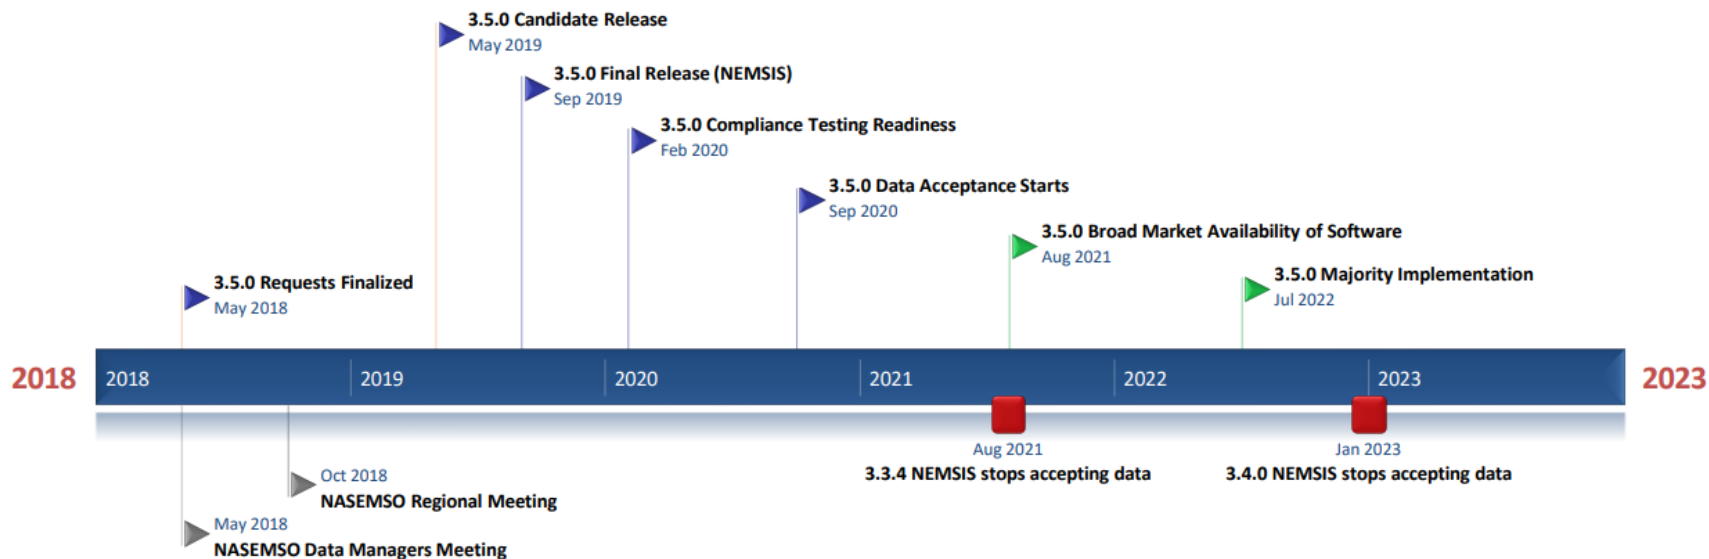 3.5.0 Candidate Release
May 2019
3.5.0 Final Release (NEMSIS)
Sep 2019
3.5.0 Compliance Testing Readiness
Feb 2020
3.5.0 Data Acceptance Starts
Sep 2020
3.5.0 Broad Market Availability of Software
Aug 2021
3.5.0 Majority Implementation
Jul 2022
3.5.0 Requests Finalized
May 2018
2018
2018
2019
2020
2021
2022
2023
2023
Aug 2021
3.3.4 NEMSIS stops accepting data
Jan 2023
3.4.0 NEMSIS stops accepting data
Oct 2018
NASEMSO Regional Meeting
May 2018
NASEMSO Data Managers Meeting